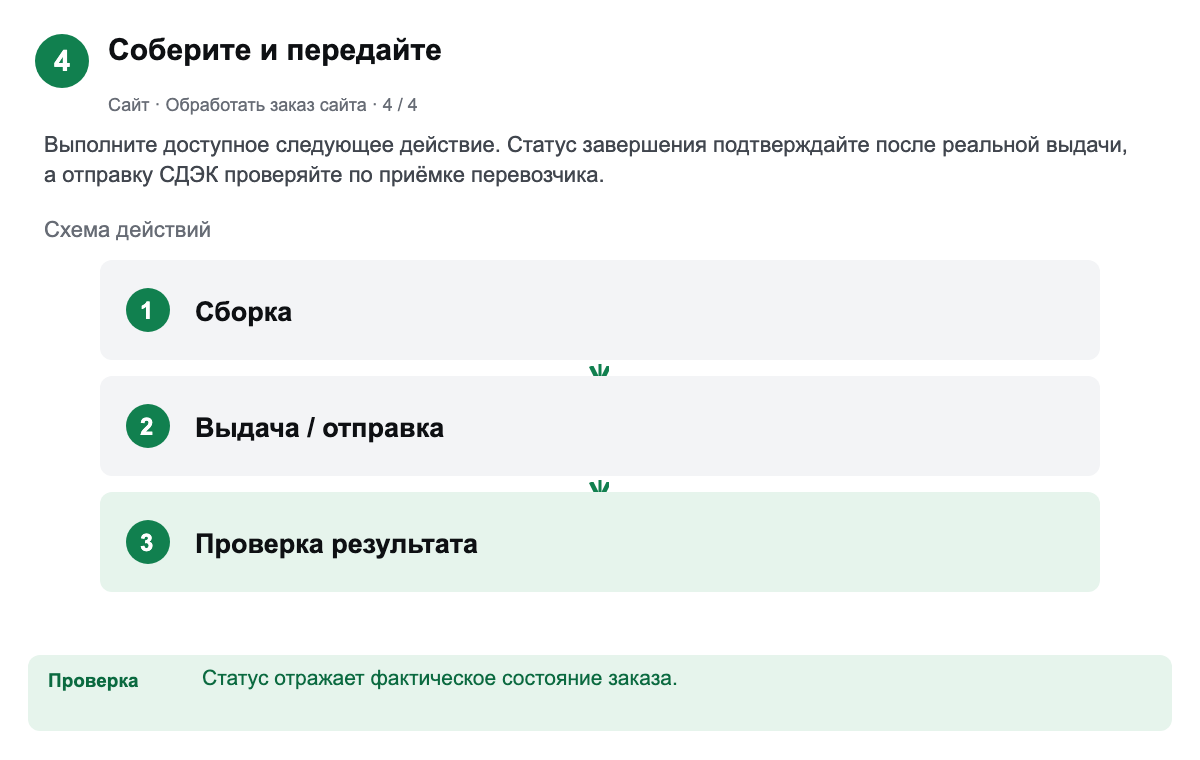 4
Соберите и передайте
Сайт · Обработать заказ сайта · 4 / 4
Выполните доступное следующее действие. Статус завершения подтверждайте после реальной выдачи,
а отправку СДЭК проверяйте по приёмке перевозчика.
Схема действий
1 Сборка
2 Выдача / отправка
3 Проверка результата
Проверка Статус отражает фактическое состояние заказа.